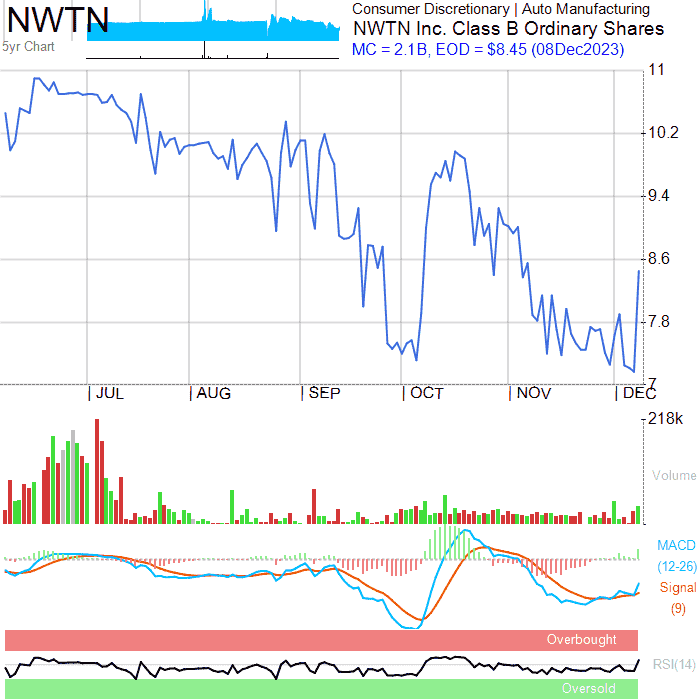 NWTN
5yr Chart
Consumer Discretionary | Auto Manufacturing
NWTN Inc. Class B Ordinary Shares
MC = 2.1B, EOD = $8.45 (08Dec2023)
11
10.2
9.4
8.6
7.8
7
JUL
AUG
SEP
OCT
NOV
DEC
218k
Volume
MACD
(12-26)
Signal
(9)
Overbought
RSI(14)
Oversold